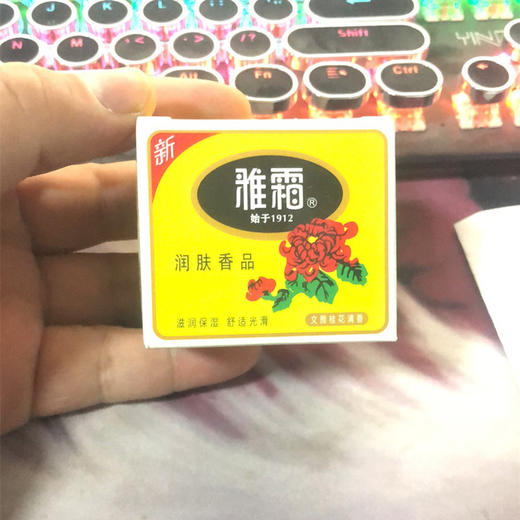 N
M
Shift
Alt
Fn
Ctrl
新
雅霜®
始于1912
润肤香品
滋润保湿 舒适光滑
文雅桂花清香